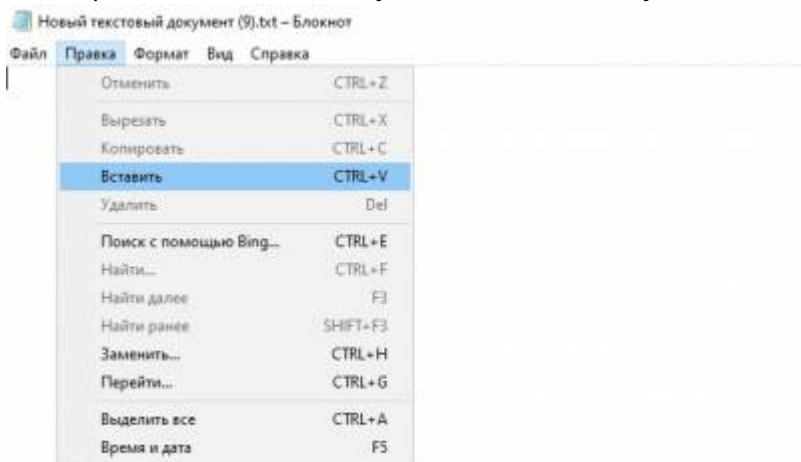 Новый текстовый документ (9).txt – Блокнот
Файл Правка Формат Вид Справка
Отменить CTRL+Z
Вырезать CTRL+X
Копировать CTRL+C
Вставить CTRL+V
Удалить Del
Поиск с помощью Bing... CTRL+E
Найти... CTRL+F
Найти далее F3
Найти ранее SHIFT+F3
Заменить... CTRL+H
Перейти... CTRL+G
Выделить все CTRL+A
Время и дата F5